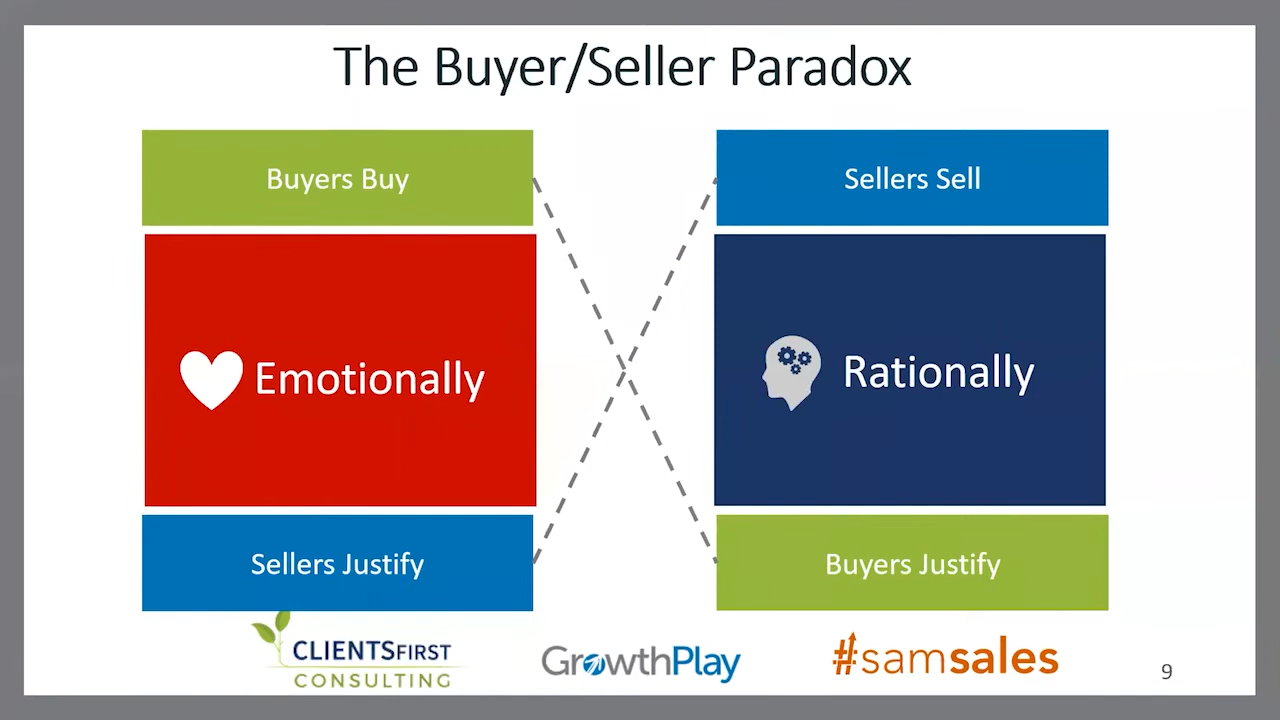 The Buyer/Seller Paradox
Buyers Buy
Emotionally
Sellers Justify
Sellers Sell
Rationally
Buyers Justify
CLIENTSFIRST
CONSULTING
GrowthPlay
#samsales
9